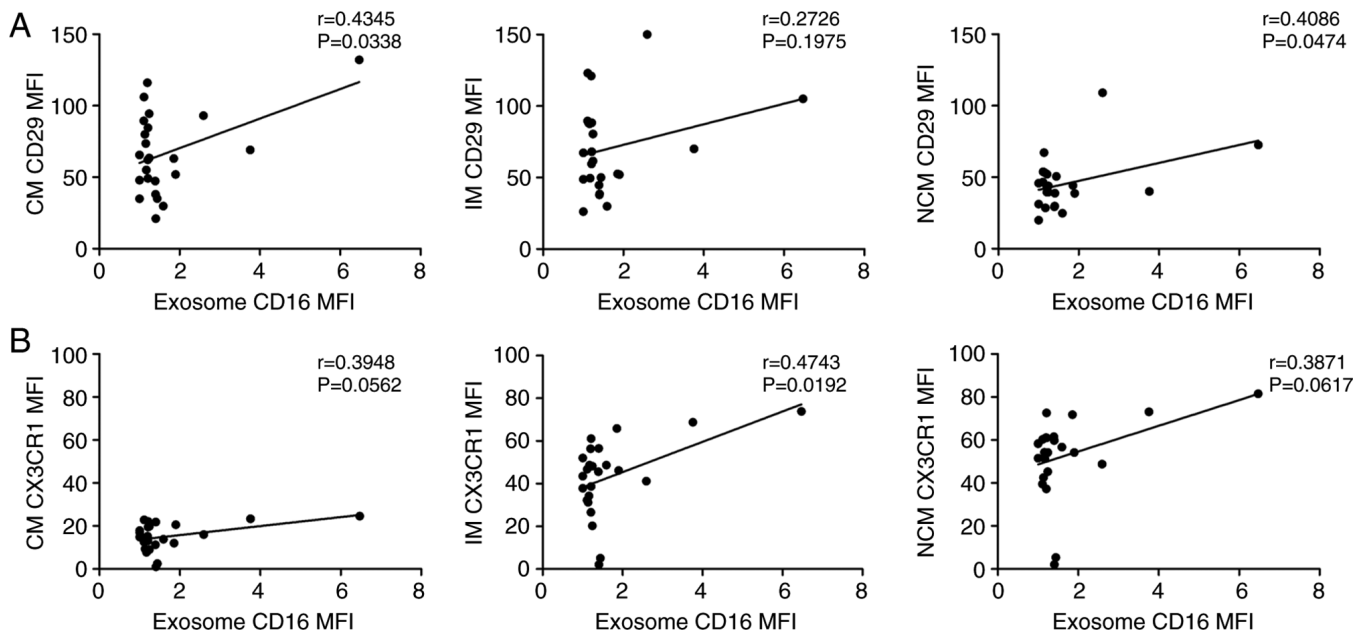 A
r=0.4345
P=0.0338
CM CD29 MFI
150
100
50
0
0 2 4 6 8
Exosome CD16 MFI
r=0.2726
P=0.1975
IM CD29 MFI
150
100
50
0
0 2 4 6 8
Exosome CD16 MFI
r=0.4086
P=0.0474
NCM CD29 MFI
150
100
50
0
0 2 4 6 8
Exosome CD16 MFI
B
r=0.3948
P=0.0562
CM CX3CR1 MFI
100
80
60
40
20
0
0 2 4 6 8
Exosome CD16 MFI
r=0.4743
P=0.0192
IM CX3CR1 MFI
100
80
60
40
20
0
0 2 4 6 8
Exosome CD16 MFI
r=0.3871
P=0.0617
NCM CX3CR1 MFI
100
80
60
40
20
0
0 2 4 6 8
Exosome CD16 MFI